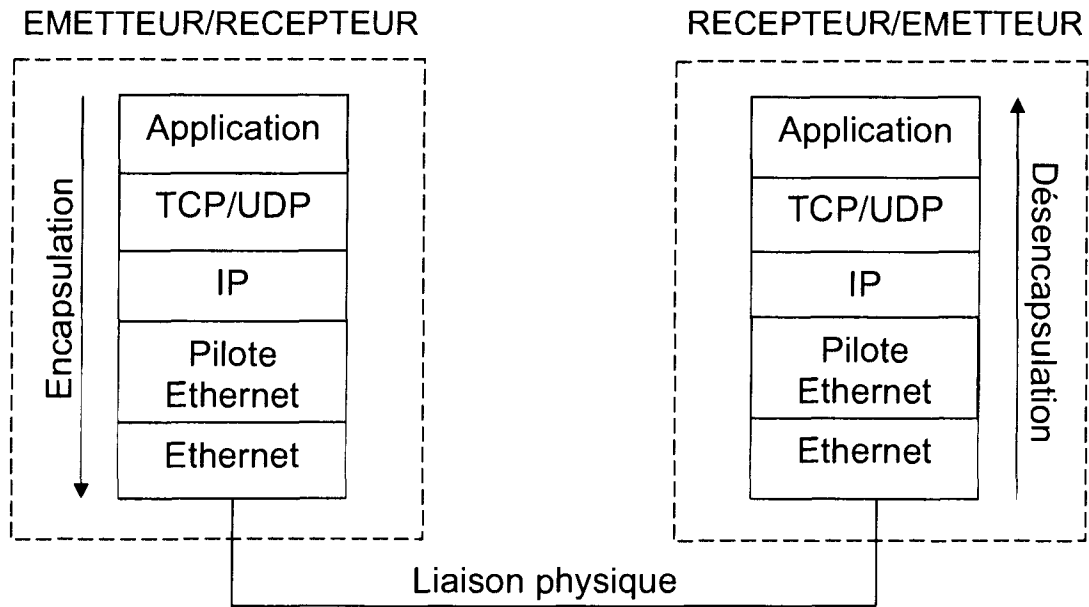 EMETTEUR/RECEPTEUR
RECEPTEUR/EMETTEUR
Encapsulation
Application
TCP/UDP
IP
Pilote
Ethernet
Ethernet
Application
TCP/UDP
IP
Pilote
Ethernet
Ethernet
Désencapsulation
Liaison physique